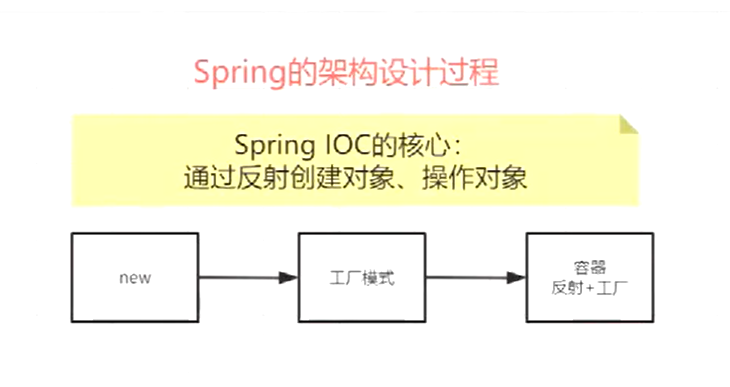 Spring的架构设计过程
Spring IOC的核心：
通过反射创建对象、操作对象
new
工厂模式
容器
反射+工厂